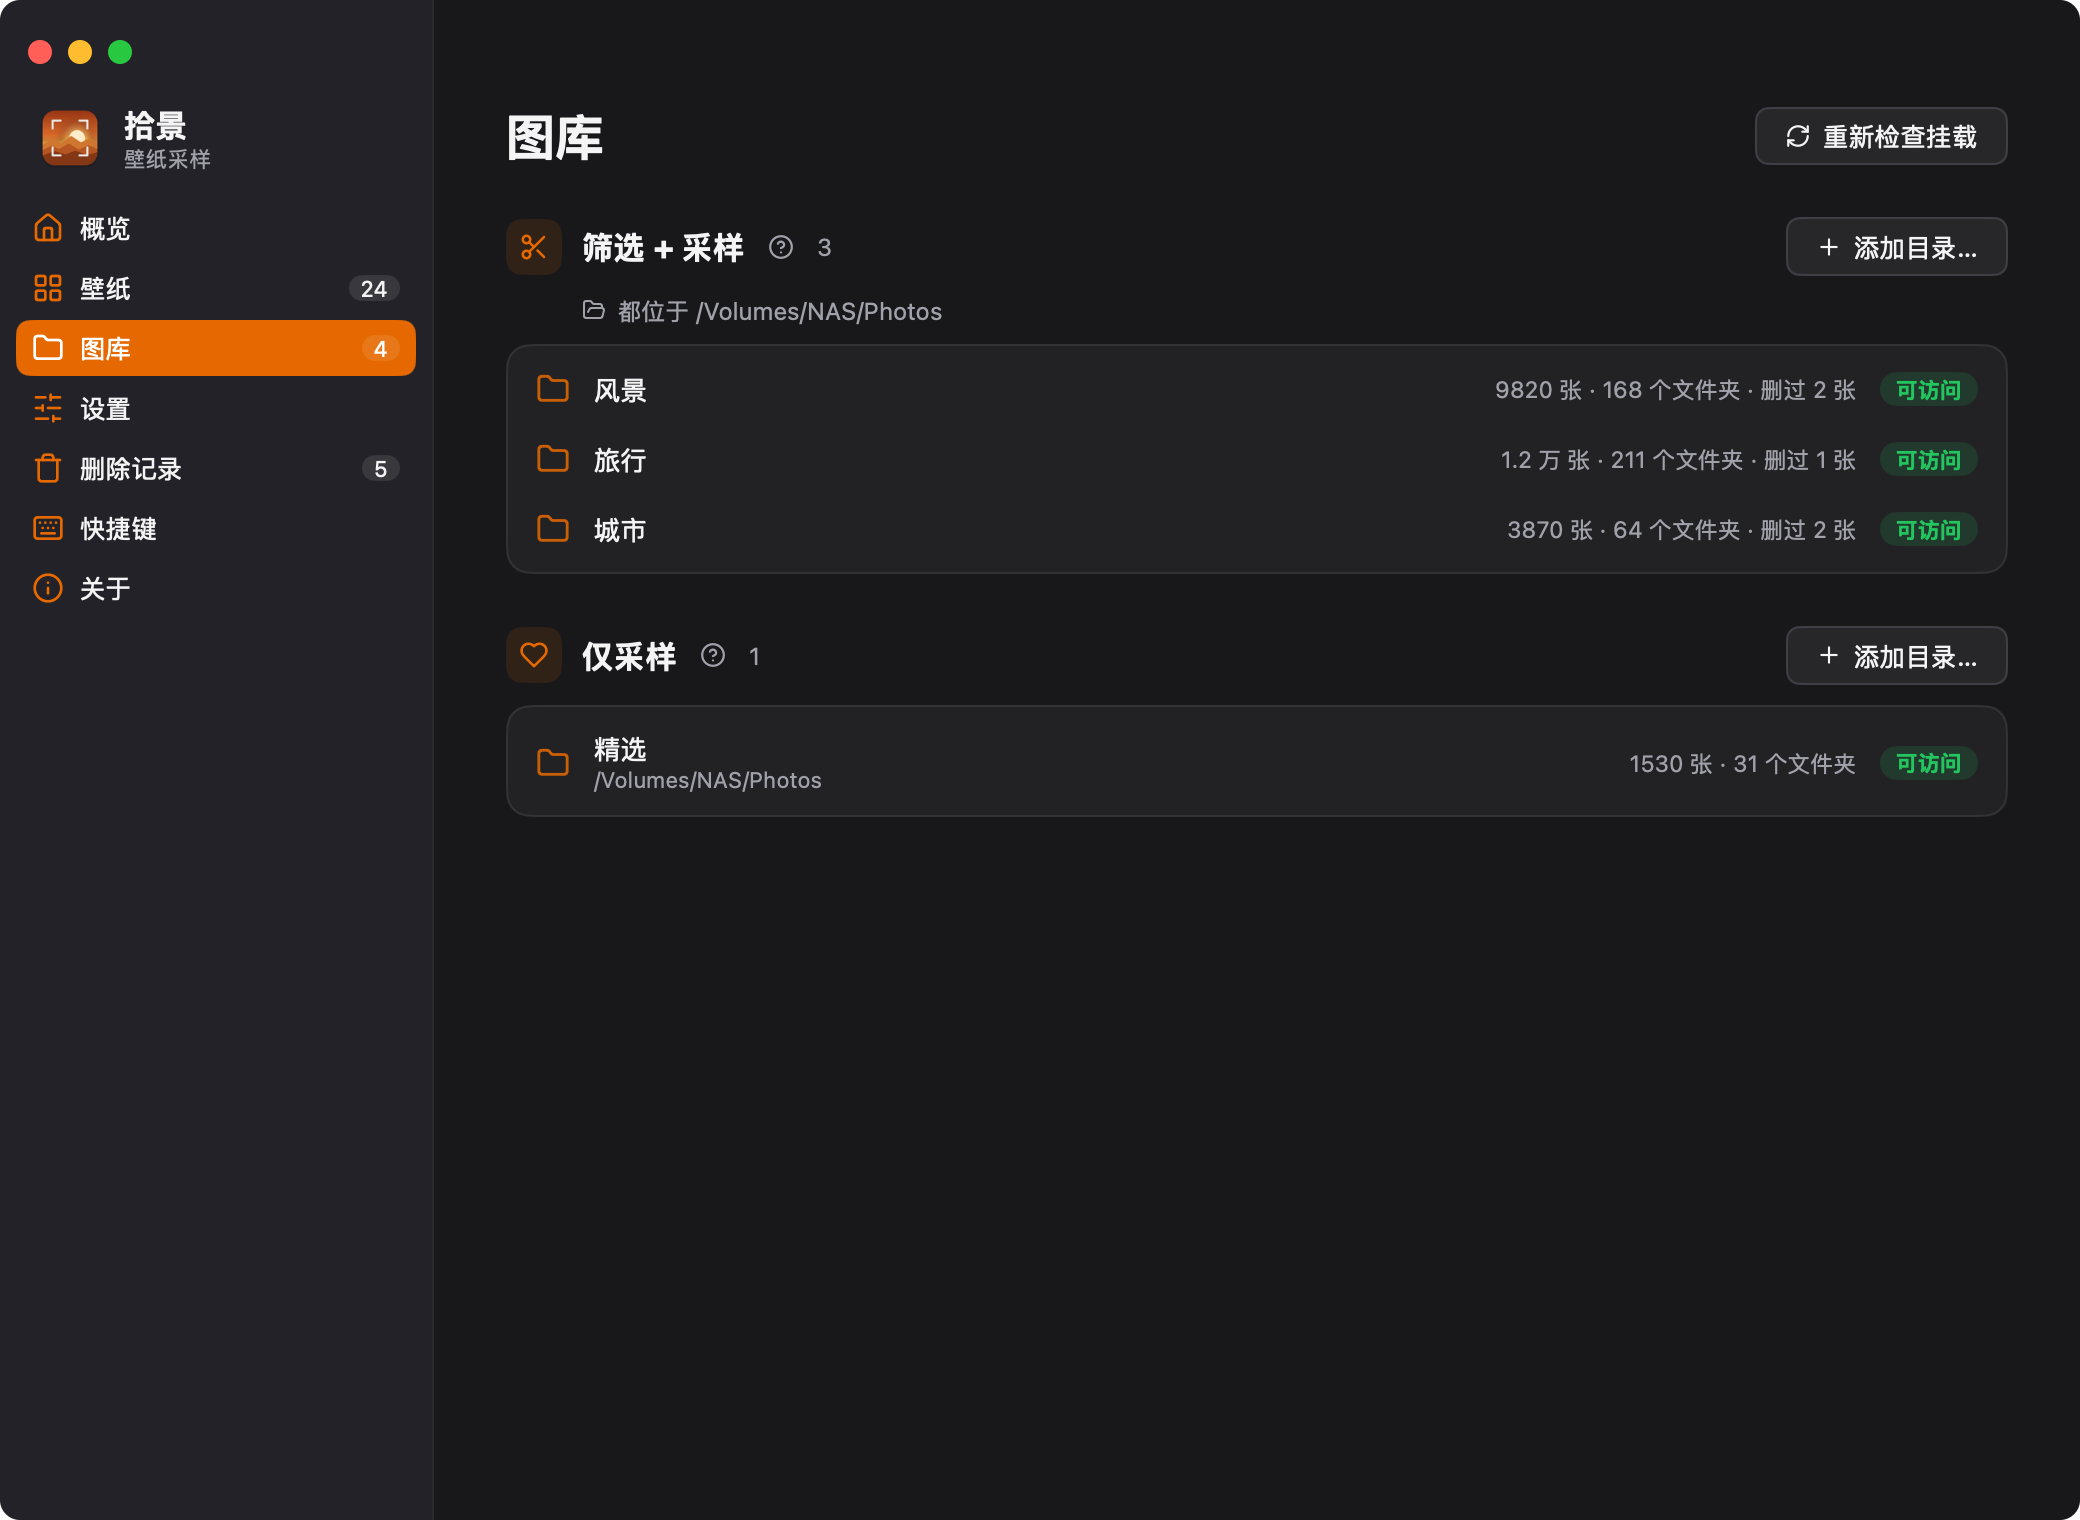 拾景
壁纸采样
概览
壁纸 24
图库 4
设置
删除记录 5
快捷键
关于
图库
重新检查挂载
筛选 + 采样 3
添加目录...
都位于 /Volumes/NAS/Photos
风景 9820 张 · 168 个文件夹 · 删过 2 张 可访问
旅行 1.2 万 张 · 211 个文件夹 · 删过 1 张 可访问
城市 3870 张 · 64 个文件夹 · 删过 2 张 可访问
仅采样 1
添加目录...
精选
/Volumes/NAS/Photos
1530 张 · 31 个文件夹 可访问